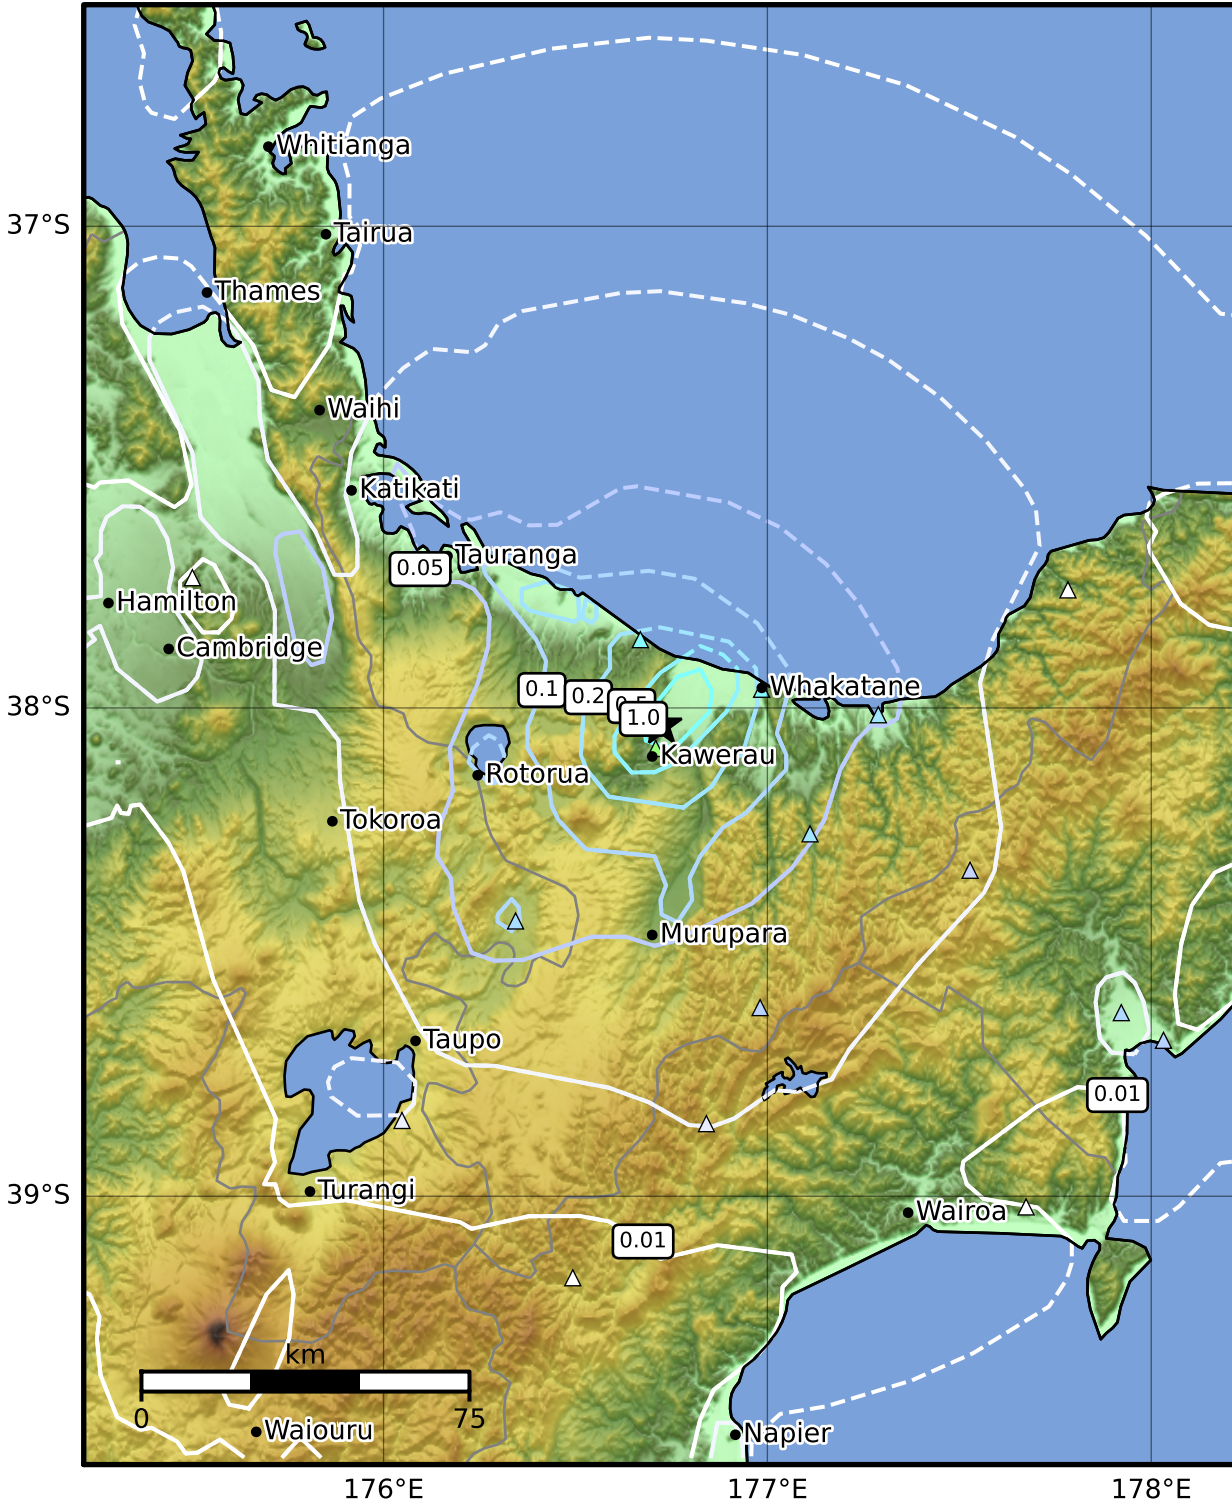 Whitianga
37°S
Tairua
Thames
Waihi
Katikati
Tauranga
0.05
Hamilton
Cambridge
0.1
0.2
1.0
Whakatane
38°S
Kawerau
Rotorua
Tokoroa
Murupara
Taupo
0.01
Turangi
39°S
Wairoa
0.01
km
0
75
Waiouru
Napier
176°E
177°E
178°E